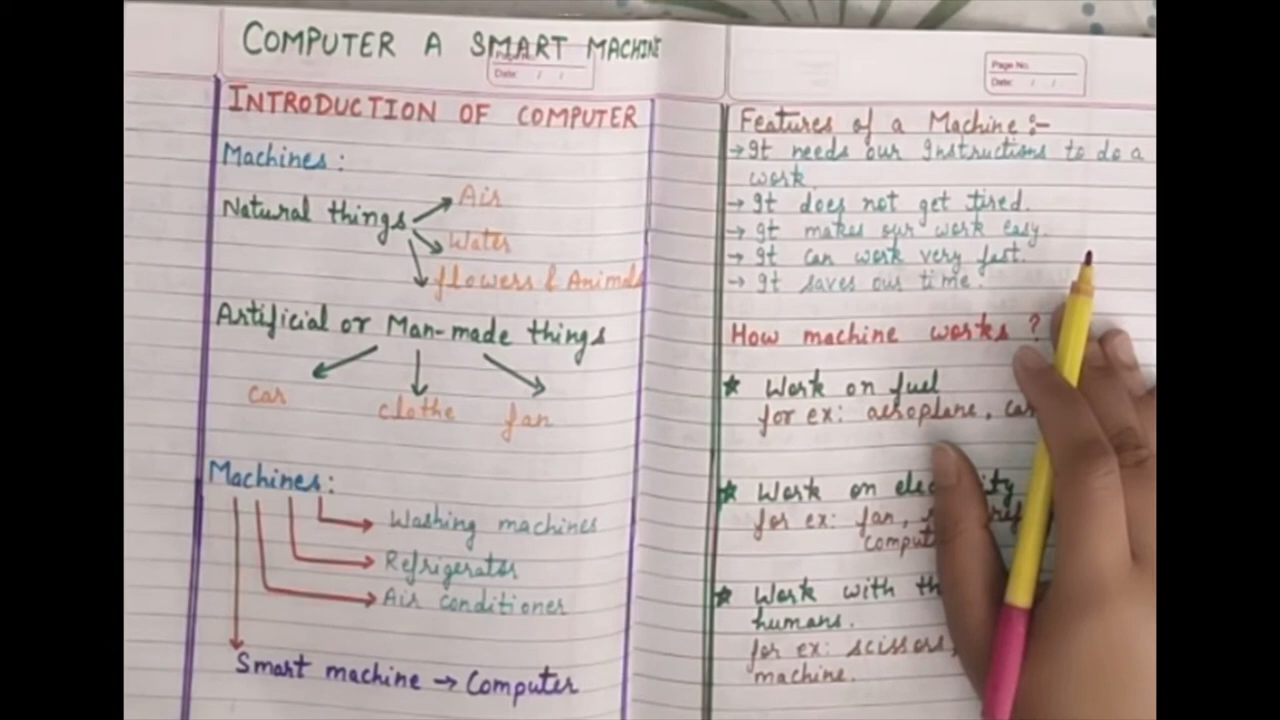 COMPUTER A SMART MACHINE
Date: / /
INTRODUCTION OF COMPUTER
Machines:
Natural things
Air
Water
flowers & Animals
Artificial or Man-made things
car
clothe
fan
Machines:
Washing machines
Refrigerator
Air conditioner
Smart machine → Computer
Page No.
Date: / /
Features of a Machine:-
→ It needs our Instructions to do a
work.
→ It does not get tired.
→ It makes our work easy.
→ It can work very fast.
→ It saves our time.
How machine works ?
★ Work on fuel
for ex: aeroplane, car
★ Work on electricity
for ex: fan,
★ Work with
humans.
for ex: scissors,
machine.